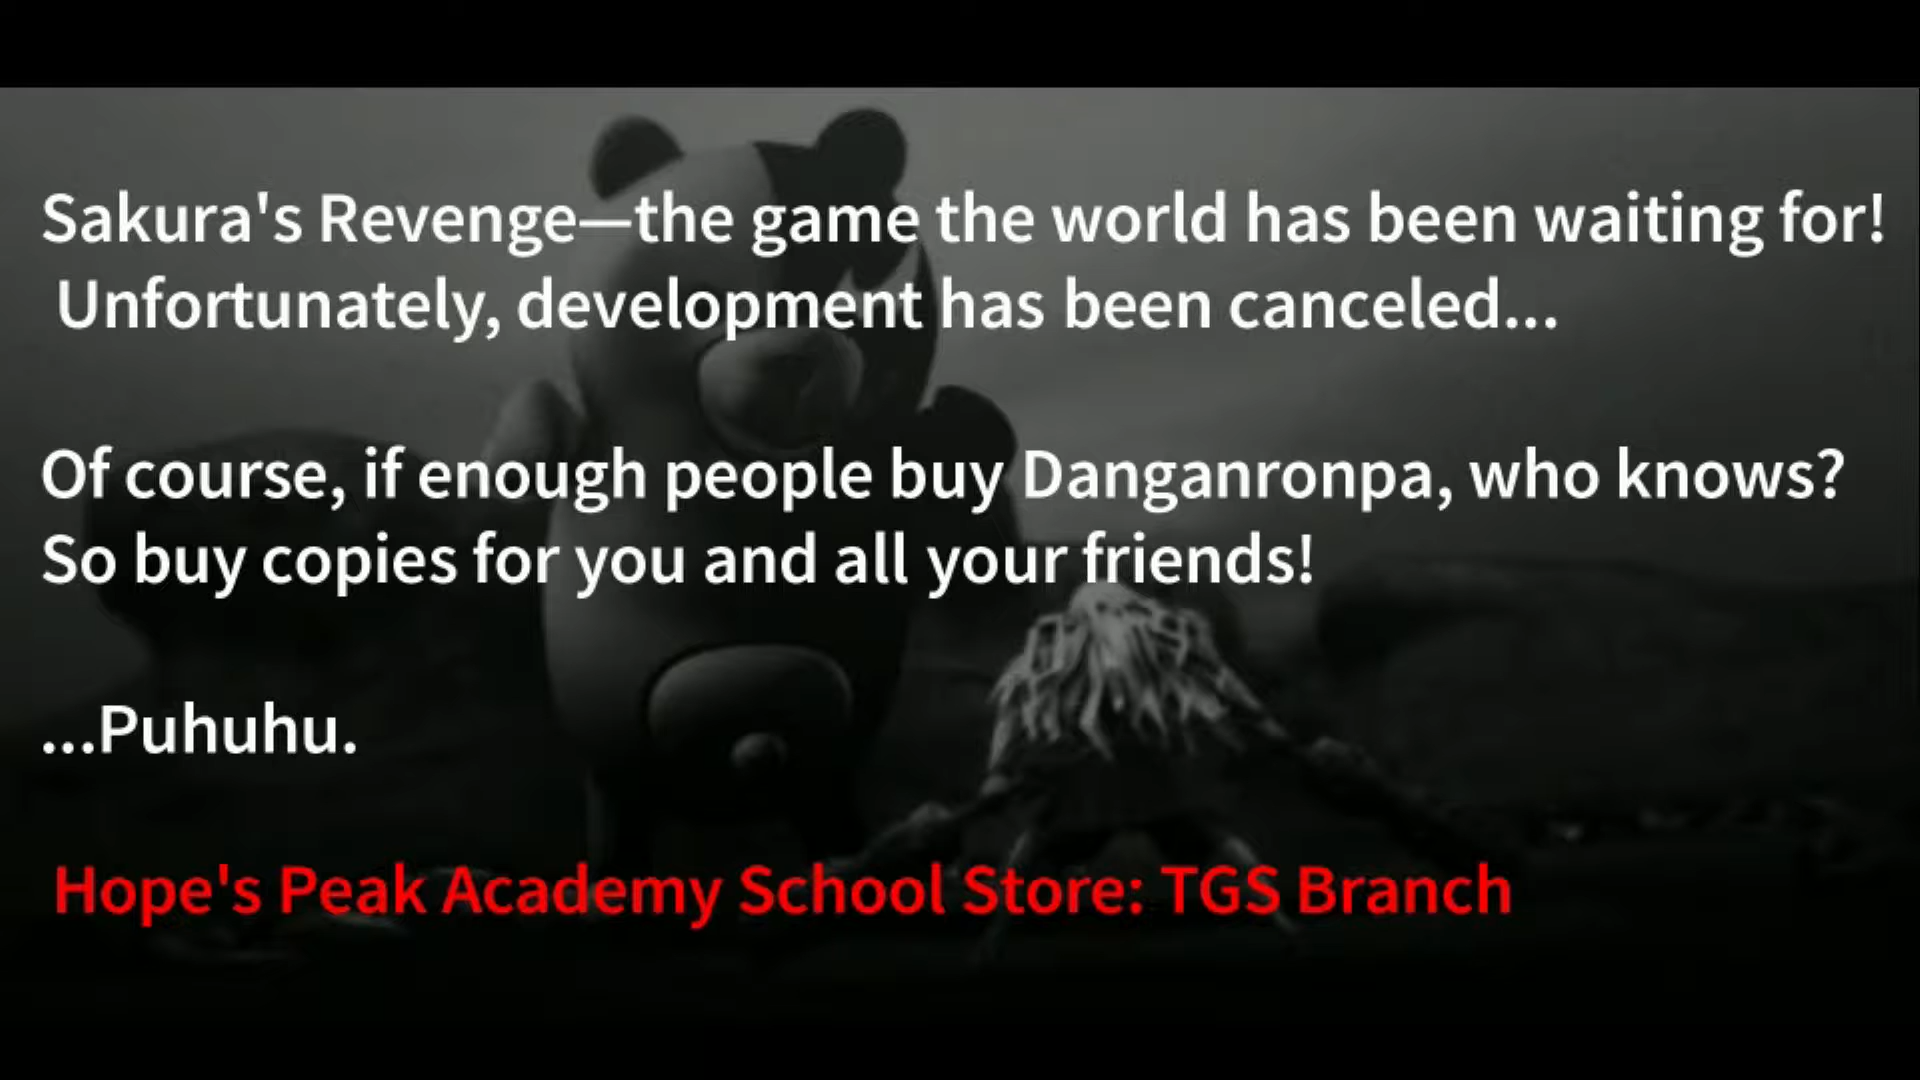 Sakura's Revenge—the game the world has been waiting for!
Unfortunately, development has been canceled...
Of course, if enough people buy Danganronpa, who knows?
So buy copies for you and all your friends!
...Puhuhu.
Hope's Peak Academy School Store: TGS Branch